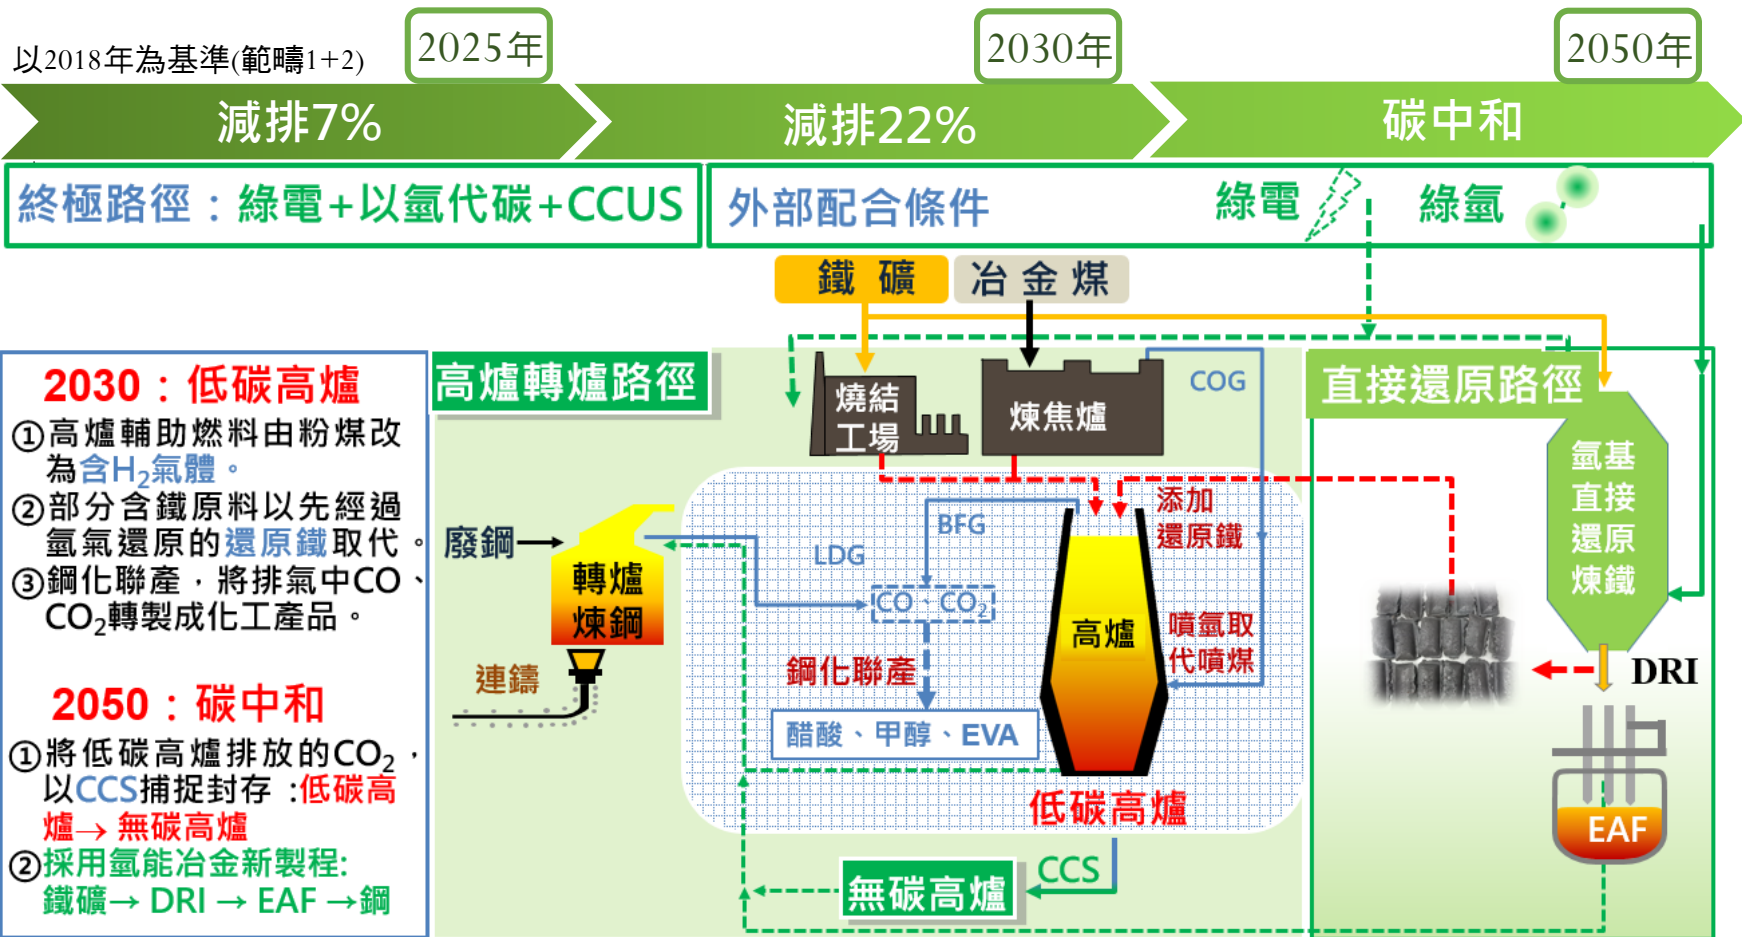 以2018年為基準(範疇1+2)
2025年
2030年
2050年
減排7%
減排22%
碳中和
終極路徑：綠電+以氫代碳+CCUS
外部配合條件
綠電
綠氫
鐵礦
冶金煤
2030：低碳高爐
①高爐輔助燃料由粉煤改
為含H₂氣體。
②部分含鐵原料以先經過
氫氣還原的還原鐵取代。
③鋼化聯產，將排氣中CO、
CO₂轉製成化工產品。
2050：碳中和
①將低碳高爐排放的CO₂，
以CCS捕捉封存:低碳高
爐→ 無碳高爐
②採用氫能冶金新製程:
鐵礦→ DRI → EAF →鋼
高爐轉爐路徑
燒結
工場
煉焦爐
COG
廢鋼
轉爐
煉鋼
連鑄
LDG
BFG
CO、CO₂
鋼化聯產
醋酸、甲醇、EVA
添加
還原鐵
高爐
噴氫取
代噴煤
低碳高爐
CCS
無碳高爐
直接還原路徑
氫基
直接
還原
煉鐵
DRI
EAF